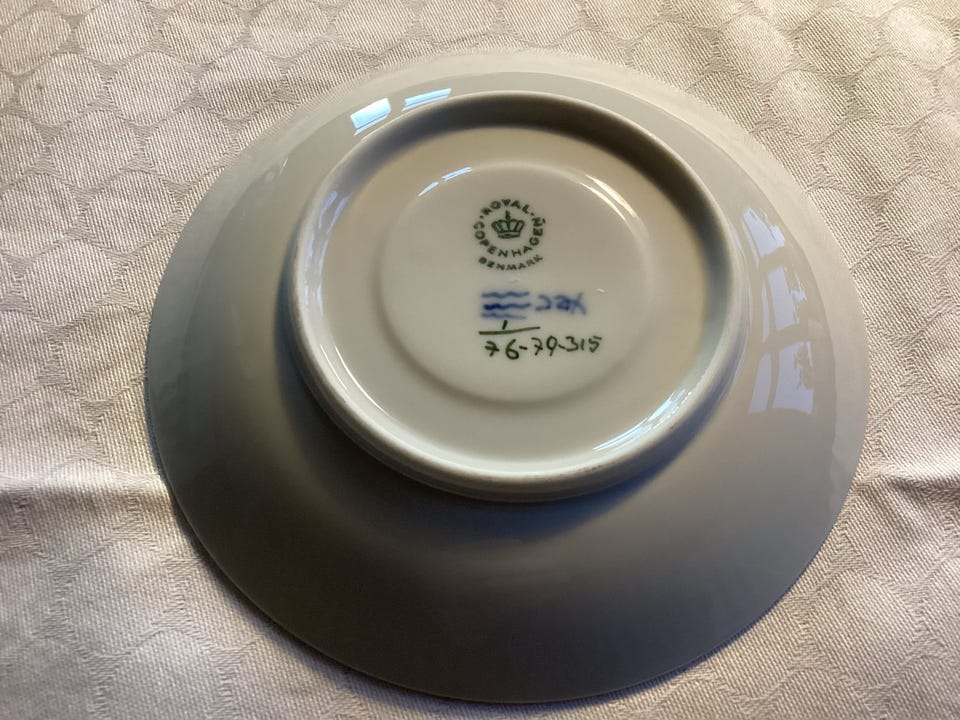 ROYAL
COPENHAGEN
DENMARK
1
76-79-315